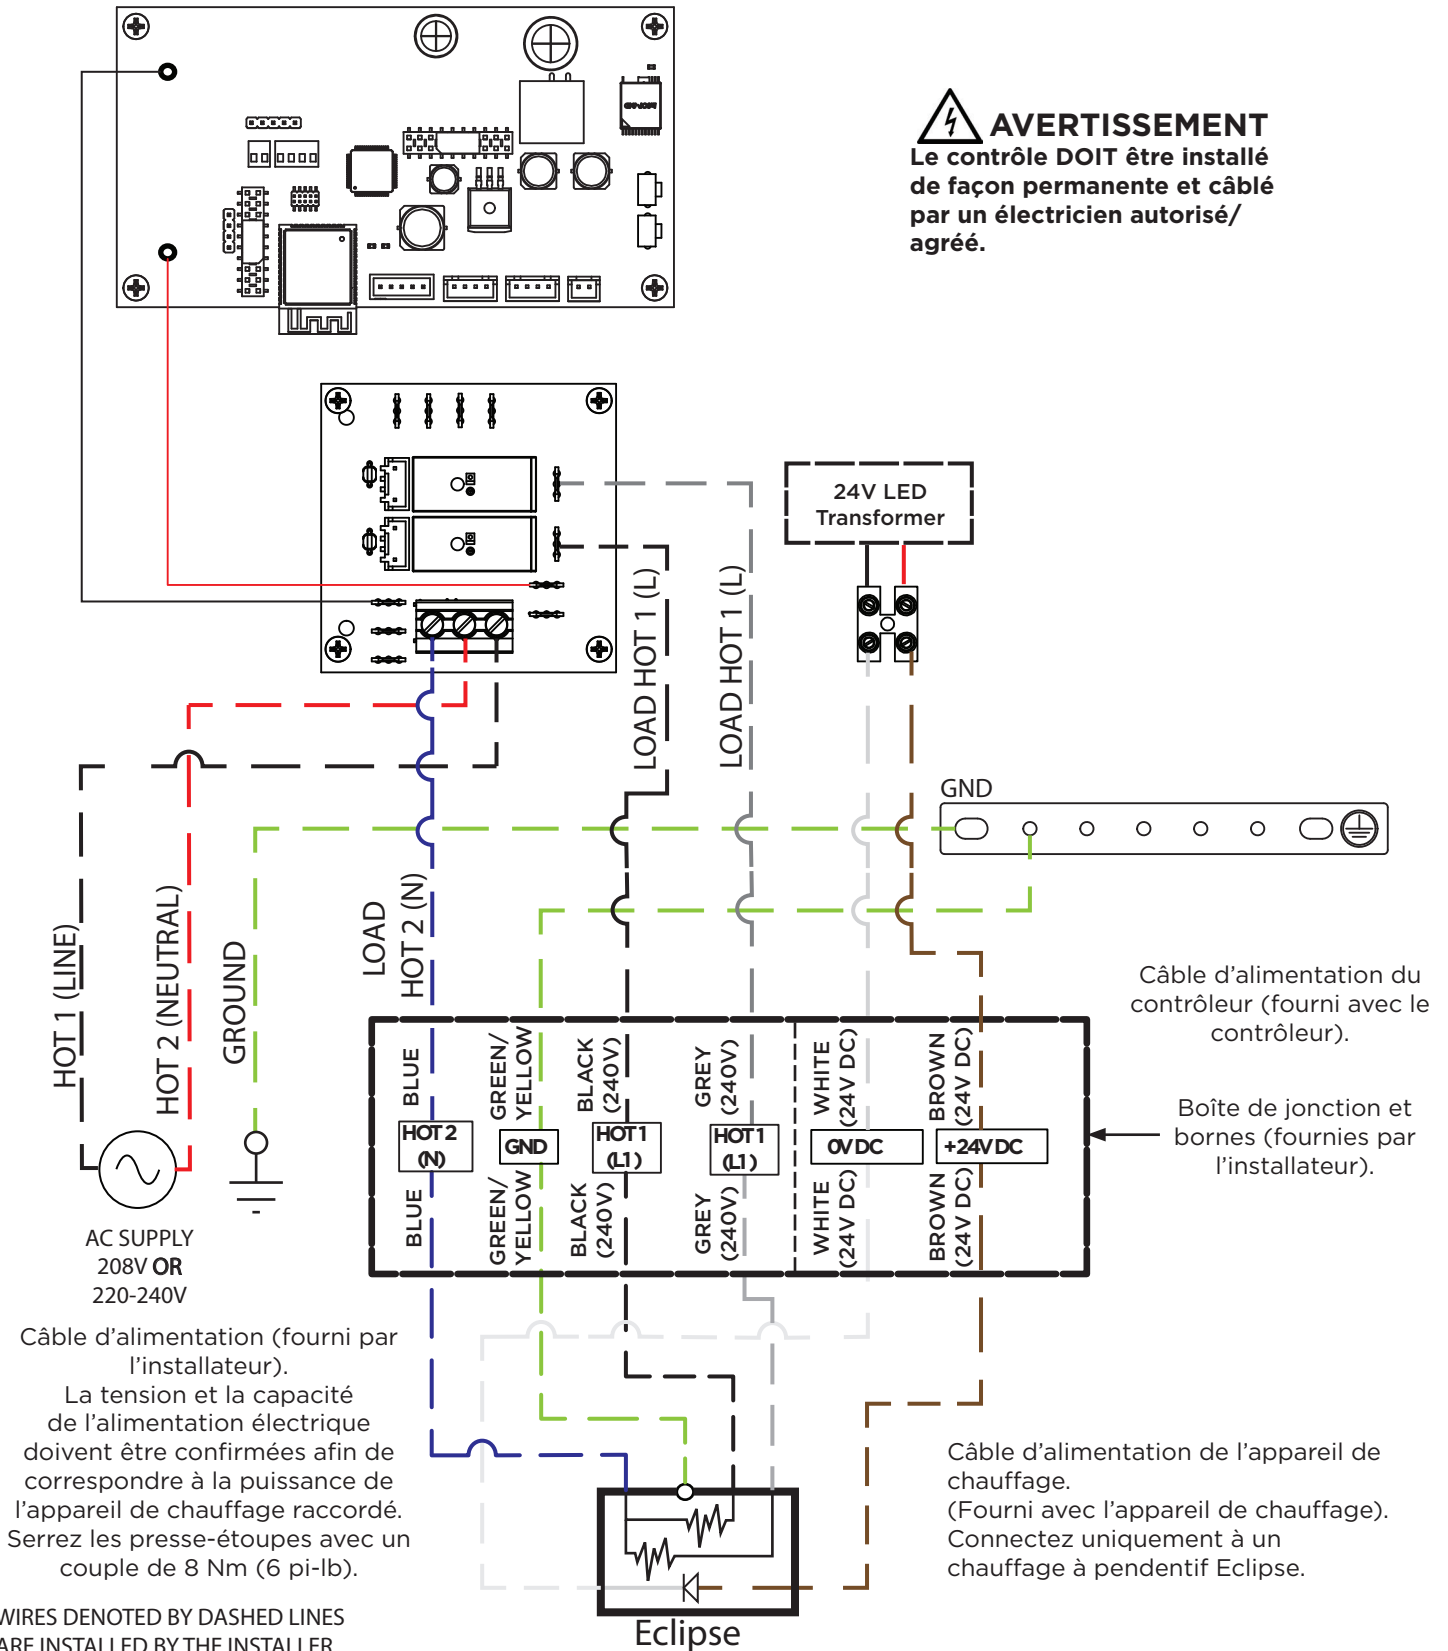 AVERTISSEMENT
Le contrôle DOIT être installé
de façon permanente et câblé
par un électricien autorisé/
agréé.
24V LED
Transformer
LOAD HOT 1 (L)
LOAD HOT 1 (L)
GND
HOT 1 (LINE)
HOT 2 (NEUTRAL)
GROUND
LOAD
HOT 2 (N)
Câble d'alimentation du
contrôleur (fourni avec le
contrôleur).
BLUE
GREEN/
YELLOW
BLACK
(240V)
GREY
(240V)
WHITE
(24V DC)
BROWN
(24V DC)
HOT 2
(N)
GND
HOT 1
(L1)
HOT 1
(L1)
0V DC
+24V DC
BLUE
GREEN/
YELLOW
BLACK
(240V)
GREY
(240V)
WHITE
(24V DC)
BROWN
(24V DC)
Boîte de jonction et
bornes (fournies par
l'installateur).
AC SUPPLY
208V OR
220-240V
Câble d'alimentation (fourni par
l'installateur).
La tension et la capacité
de l'alimentation électrique
doivent être confirmées afin de
correspondre à la puissance de
l'appareil de chauffage raccordé.
Serrez les presse-étoupes avec un
couple de 8 Nm (6 pi-lb).
Câble d'alimentation de l'appareil de
chauffage.
(Fourni avec l'appareil de chauffage).
Connectez uniquement à un
chauffage à pendentif Eclipse.
Eclipse
WIRES DENOTED BY DASHED LINES
ARE INSTALLED BY THE INSTALLER